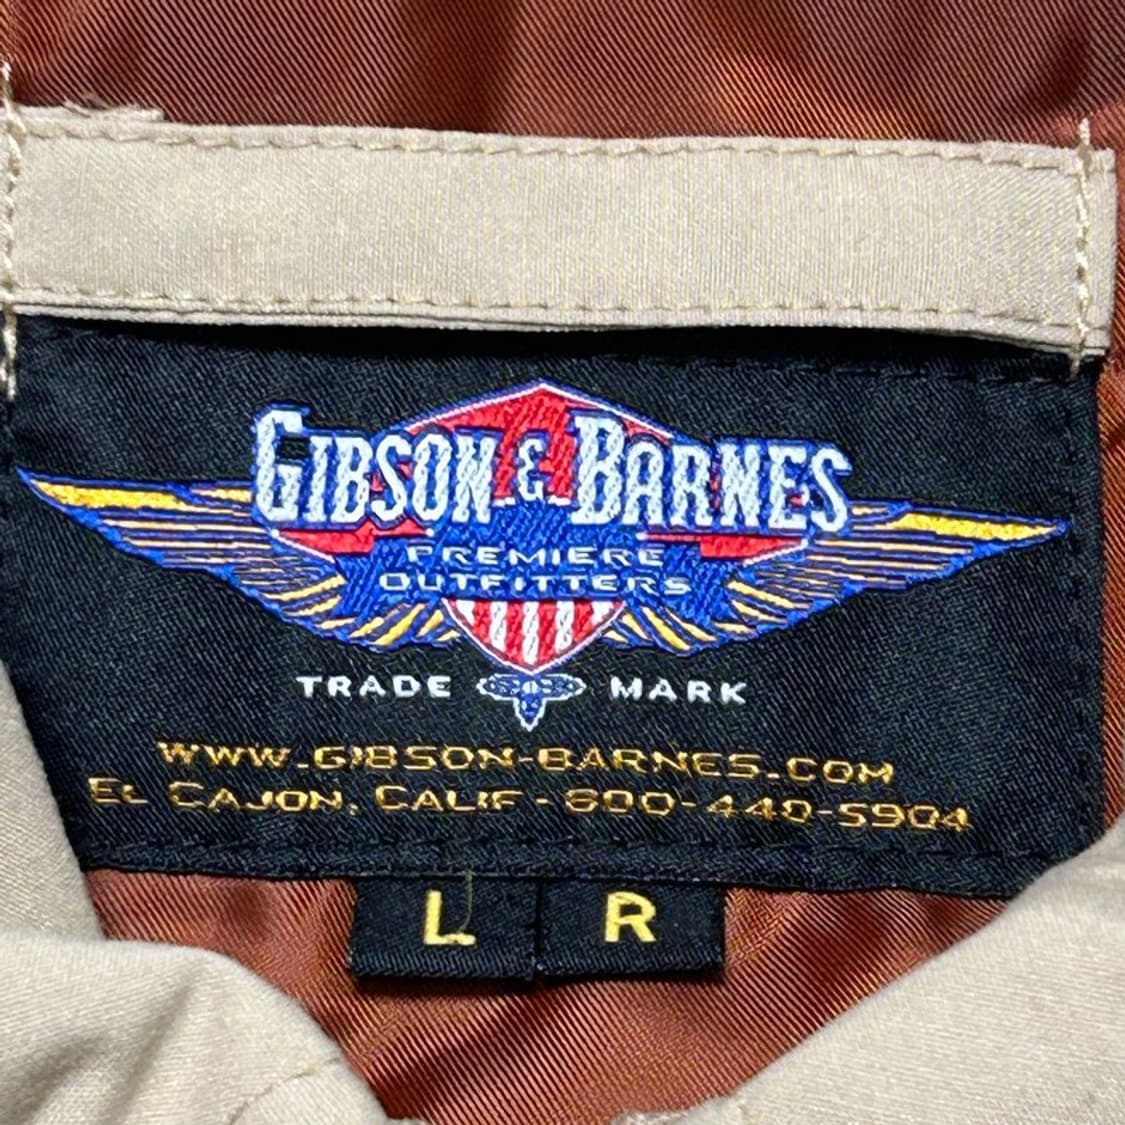 GIBSON & BARNES
PREMIERE
OUTFITTERS
TRADE MARK
WWW.GIBSON-BARNES.COM
EL CAJON, CALIF - 800-440-5904
L R